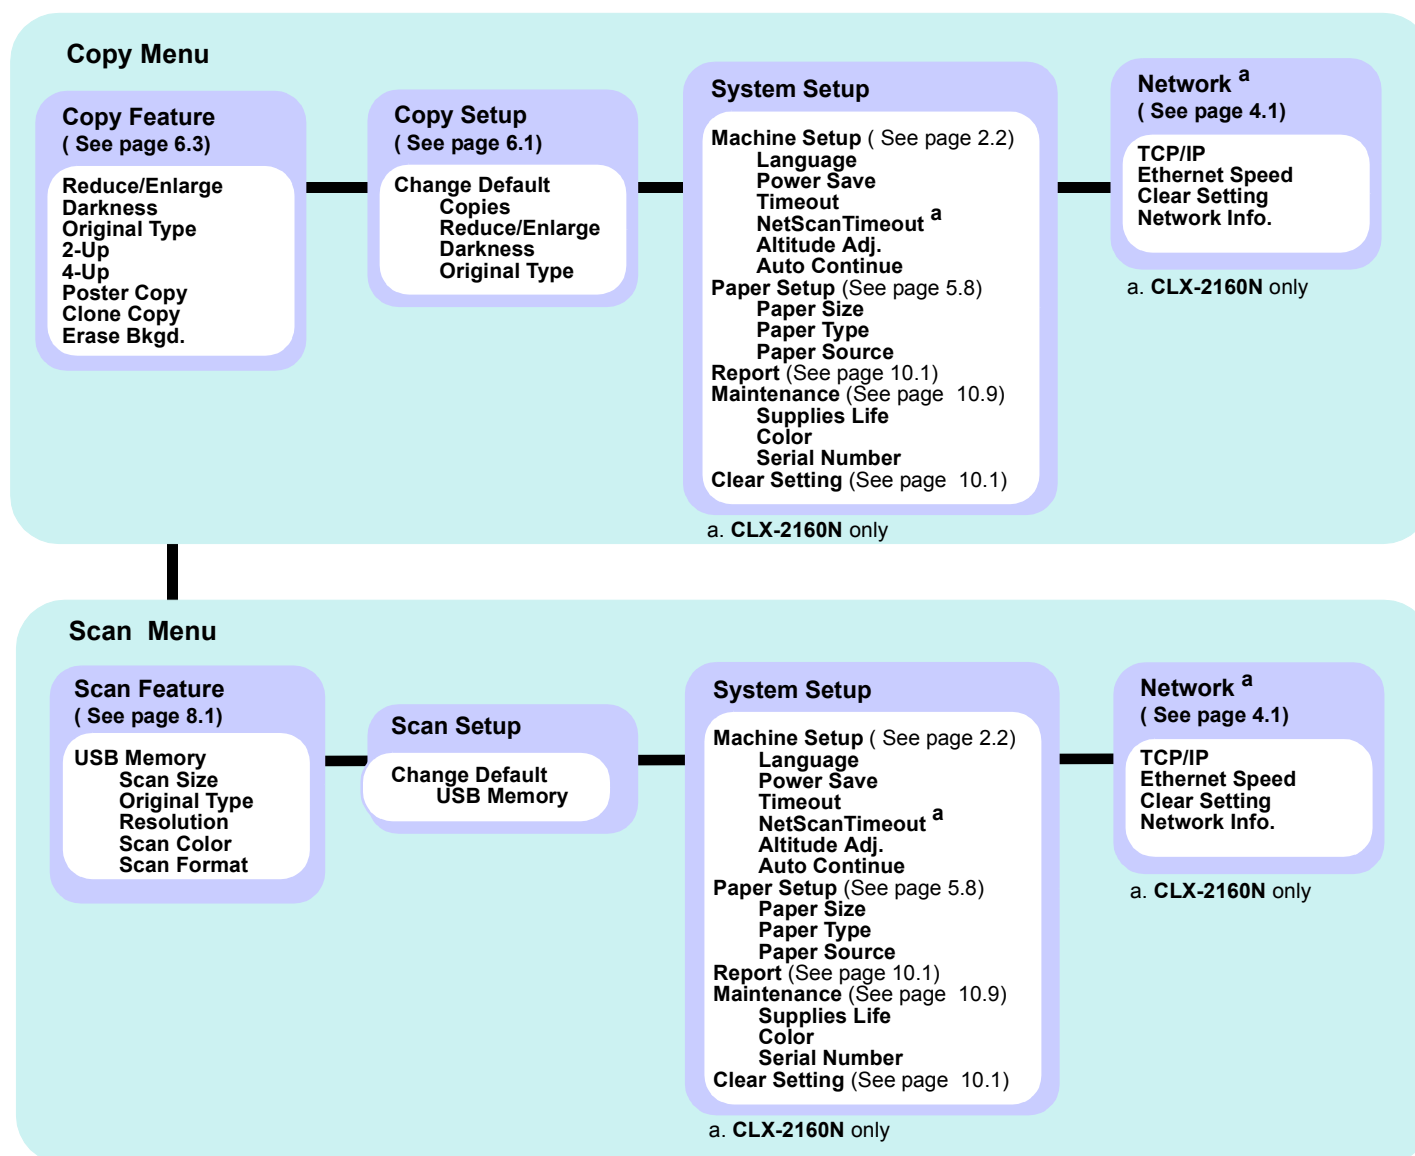 Copy Menu
Copy Feature
( See page 6.3)
Reduce/Enlarge
Darkness
Original Type
2-Up
4-Up
Poster Copy
Clone Copy
Erase Bkgd.
Copy Setup
( See page 6.1)
Change Default
Copies
Reduce/Enlarge
Darkness
Original Type
System Setup
Machine Setup ( See page 2.2)
Language
Power Save
Timeout
NetScanTimeout a
Altitude Adj.
Auto Continue
Paper Setup (See page 5.8)
Paper Size
Paper Type
Paper Source
Report (See page 10.1)
Maintenance (See page 10.9)
Supplies Life
Color
Serial Number
Clear Setting (See page 10.1)
a. CLX-2160N only
Network a
( See page 4.1)
TCP/IP
Ethernet Speed
Clear Setting
Network Info.
a. CLX-2160N only
Scan Menu
Scan Feature
( See page 8.1)
USB Memory
Scan Size
Original Type
Resolution
Scan Color
Scan Format
Scan Setup
Change Default
USB Memory
System Setup
Machine Setup ( See page 2.2)
Language
Power Save
Timeout
NetScanTimeout a
Altitude Adj.
Auto Continue
Paper Setup (See page 5.8)
Paper Size
Paper Type
Paper Source
Report (See page 10.1)
Maintenance (See page 10.9)
Supplies Life
Color
Serial Number
Clear Setting (See page 10.1)
a. CLX-2160N only
Network a
( See page 4.1)
TCP/IP
Ethernet Speed
Clear Setting
Network Info.
a. CLX-2160N only